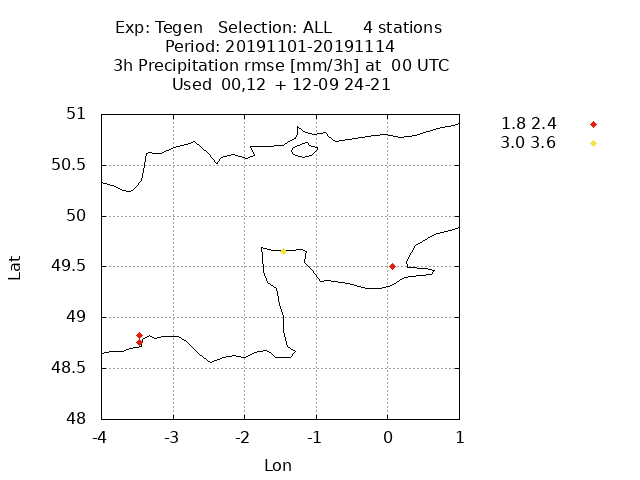 Exp: Tegen   Selection: ALL      4 stations
Period: 20191101-20191114
3h Precipitation rmse [mm/3h] at  00 UTC
Used  00,12  + 12-09 24-21
51
50.5
50
49.5
49
48.5
48
-4 -3 -2 -1 0 1
Lat
Lon
1.8 2.4
3.0 3.6